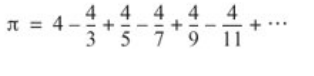 π = 4 − 4/3 + 4/5 − 4/7 + 4/9 − 4/11 + ⋯